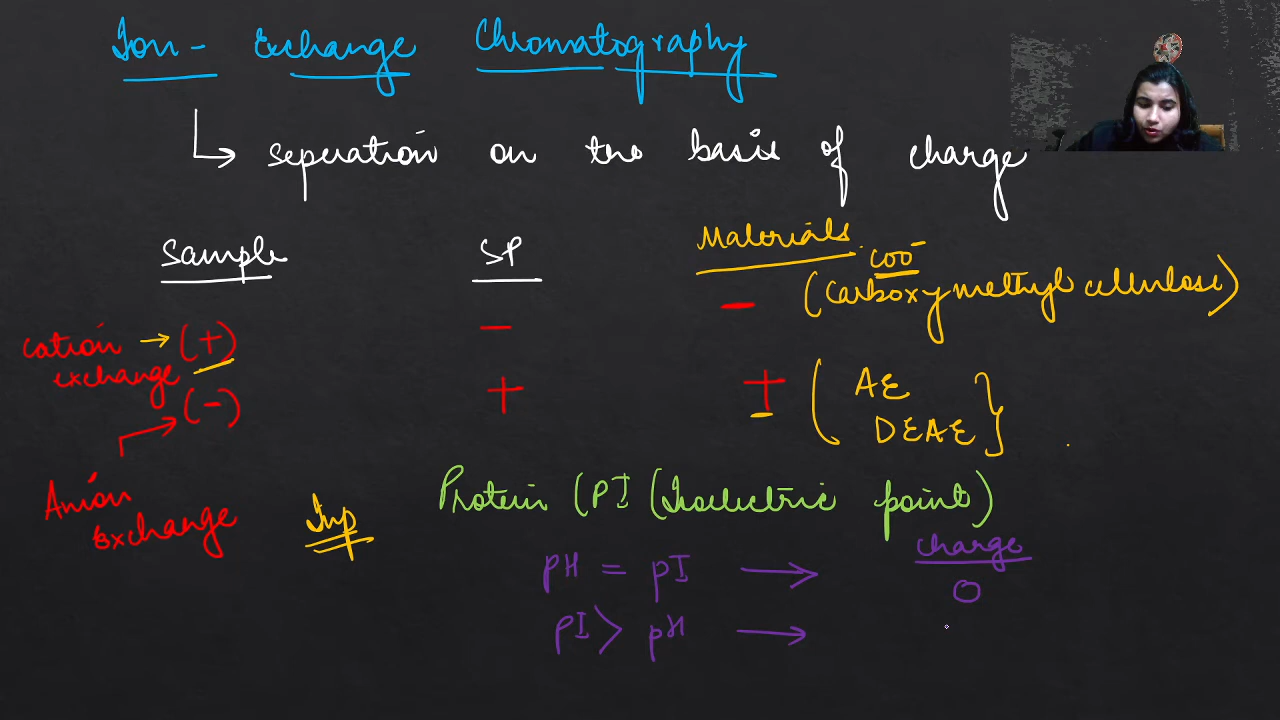 Ion - Exchange Chromatography
↳ seperation on the basis of charge
Sample SP Materials
cation exchange → (+) - - COO⁻ (Carboxymethyl cellulose)
Anion Exchange → (-) + + (AE DEAE}
Imp Protein (PI (Isoelectric point)
charge
pH = pI → 0
pI > pH →